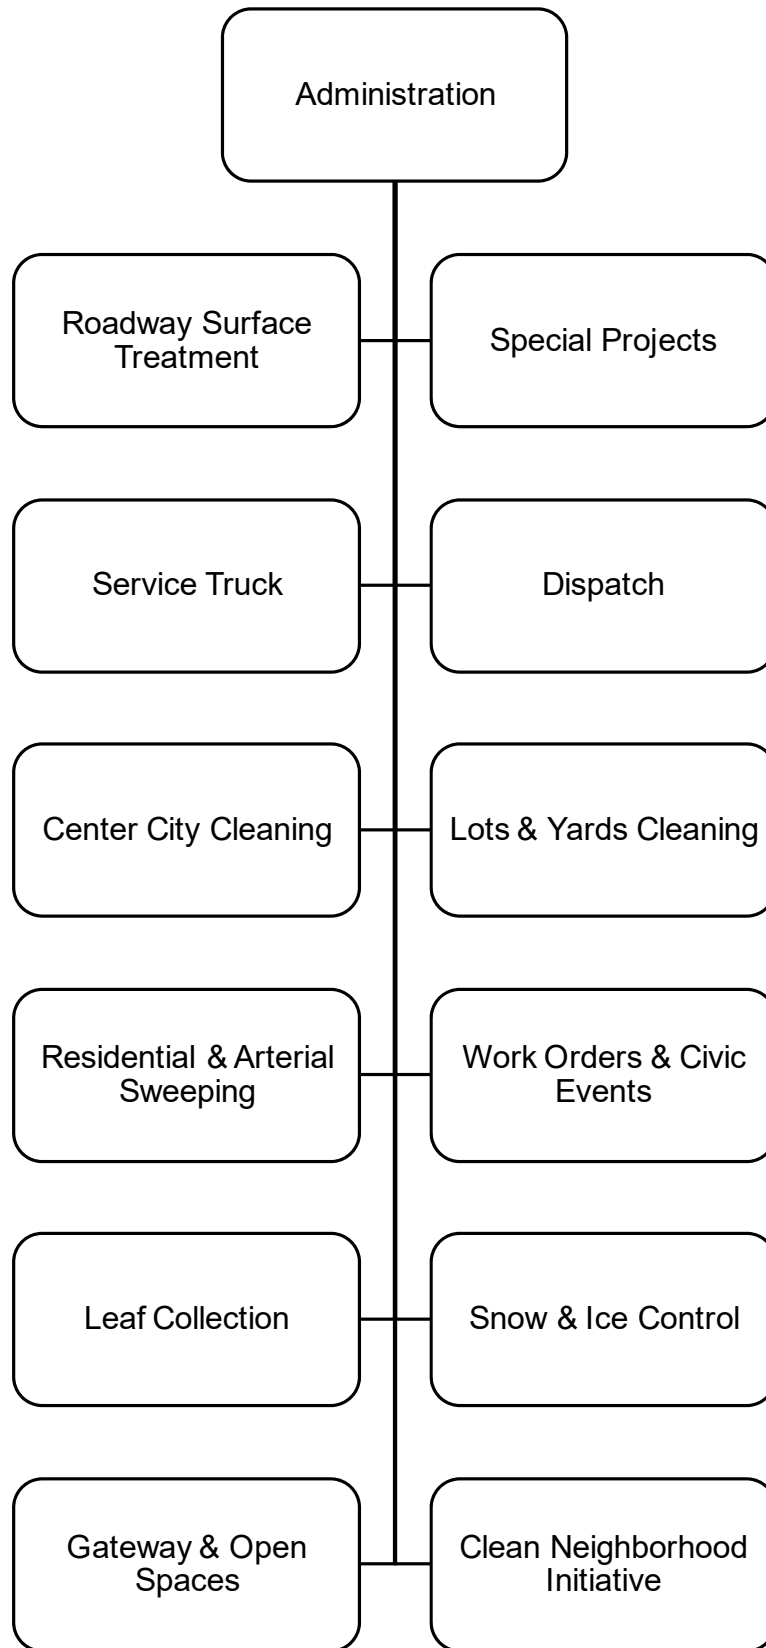 Administration
Roadway Surface
Treatment
Special Projects
Service Truck
Dispatch
Center City Cleaning
Lots & Yards Cleaning
Residential & Arterial
Sweeping
Work Orders & Civic
Events
Leaf Collection
Snow & Ice Control
Gateway & Open
Spaces
Clean Neighborhood
Initiative